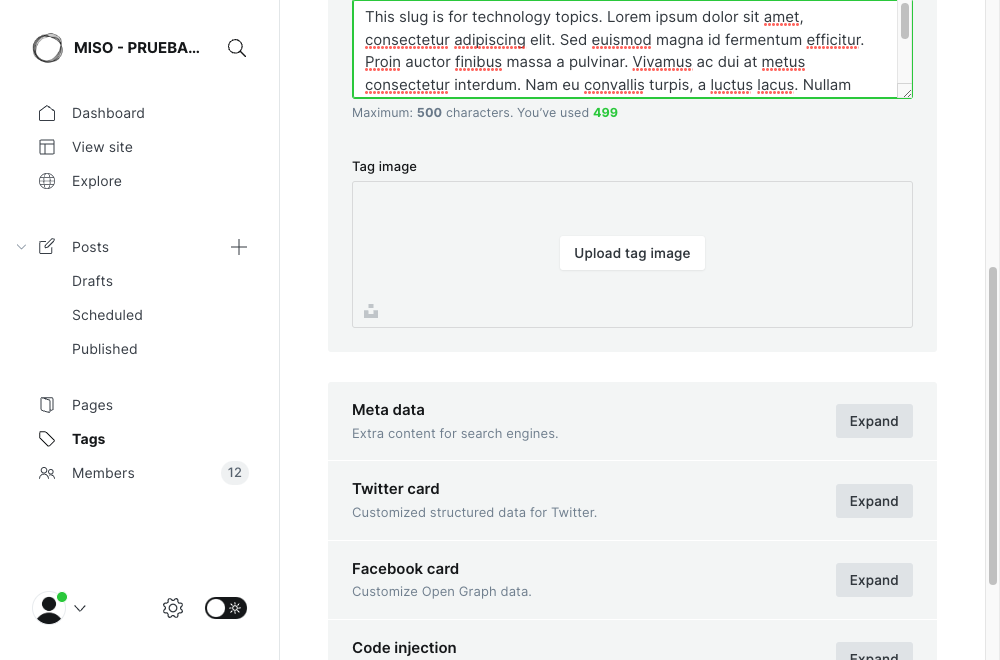 MISO - PRUEBA...
Dashboard
View site
Explore
Posts
Drafts
Scheduled
Published
Pages
Tags
Members 12
This slug is for technology topics. Lorem ipsum dolor sit amet,
consectetur adipiscing elit. Sed euismod magna id fermentum efficitur.
Proin auctor finibus massa a pulvinar. Vivamus ac dui at metus
consectetur interdum. Nam eu convallis turpis, a luctus lacus. Nullam
Maximum: 500 characters. You've used 499
Tag image
Upload tag image
Meta data
Extra content for search engines.
Expand
Twitter card
Customized structured data for Twitter.
Expand
Facebook card
Customize Open Graph data.
Expand
Code injection
Expand